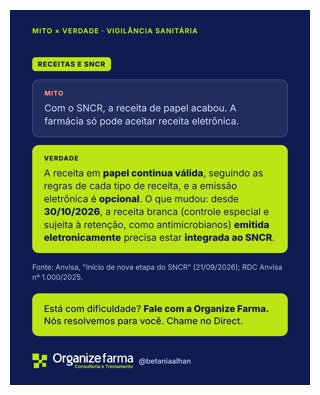 MITO × VERDADE · VIGILÂNCIA SANITÁRIA
RECEITAS E SNCR
MITO
Com o SNCR, a receita de papel acabou. A
farmácia só pode aceitar receita eletrônica.
VERDADE
A receita em papel continua válida, seguindo as
regras de cada tipo de receita, e a emissão
eletrônica é opcional. O que mudou: desde
30/10/2026, a receita branca (controle especial e
sujeita à retenção, como antimicrobianos) emitida
eletronicamente precisa estar integrada ao SNCR.
Fonte: Anvisa, "Início de nova etapa do SNCR" (21/09/2026); RDC Anvisa
nº 1.000/2025.
Está com dificuldade? Fale com a Organize Farma.
Nós resolvemos para você. Chame no Direct.
Organize farma @betaniaalhan
Consultoria e Treinamento